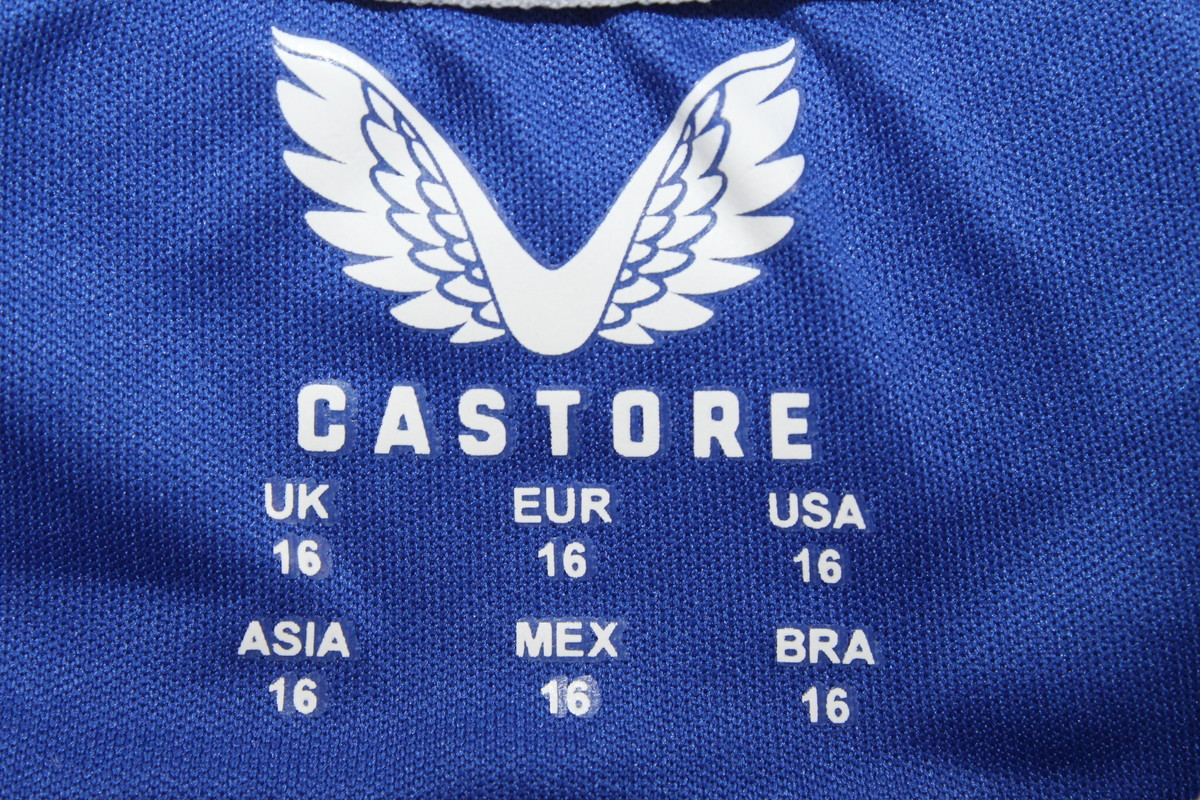 CASTORE
UK EUR USA
16 16 16
ASIA MEX BRA
16 16 16